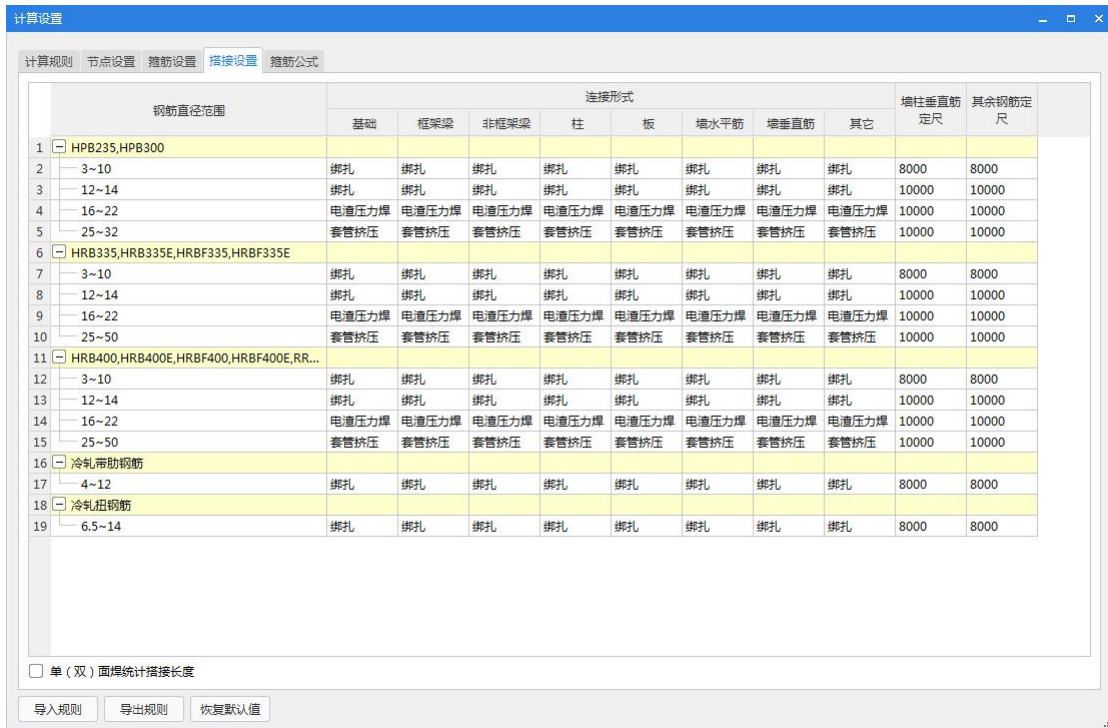 计算设置
计算规则 节点设置 箍筋设置 搭接设置 箍筋公式
钢筋直径范围 连接形式 墙柱垂直筋定尺 其余钢筋定尺
基础 框架梁 非框架梁 柱 板 墙水平筋 墙垂直筋 其它
1 HPB235,HPB300
2 3~10 绑扎 绑扎 绑扎 绑扎 绑扎 绑扎 绑扎 绑扎 8000 8000
3 12~14 绑扎 绑扎 绑扎 绑扎 绑扎 绑扎 绑扎 绑扎 10000 10000
4 16~22 电渣压力焊 电渣压力焊 电渣压力焊 电渣压力焊 电渣压力焊 电渣压力焊 电渣压力焊 电渣压力焊 10000 10000
5 25~32 套管挤压 套管挤压 套管挤压 套管挤压 套管挤压 套管挤压 套管挤压 套管挤压 10000 10000
6 HRB335,HRB335E,HRBF335,HRBF335E
7 3~10 绑扎 绑扎 绑扎 绑扎 绑扎 绑扎 绑扎 绑扎 8000 8000
8 12~14 绑扎 绑扎 绑扎 绑扎 绑扎 绑扎 绑扎 绑扎 10000 10000
9 16~22 电渣压力焊 电渣压力焊 电渣压力焊 电渣压力焊 电渣压力焊 电渣压力焊 电渣压力焊 电渣压力焊 10000 10000
10 25~50 套管挤压 套管挤压 套管挤压 套管挤压 套管挤压 套管挤压 套管挤压 套管挤压 10000 10000
11 HRB400,HRB400E,HRBF400,HRBF400E,RR...
12 3~10 绑扎 绑扎 绑扎 绑扎 绑扎 绑扎 绑扎 绑扎 8000 8000
13 12~14 绑扎 绑扎 绑扎 绑扎 绑扎 绑扎 绑扎 绑扎 10000 10000
14 16~22 电渣压力焊 电渣压力焊 电渣压力焊 电渣压力焊 电渣压力焊 电渣压力焊 电渣压力焊 电渣压力焊 10000 10000
15 25~50 套管挤压 套管挤压 套管挤压 套管挤压 套管挤压 套管挤压 套管挤压 套管挤压 10000 10000
16 冷轧带肋钢筋
17 4~12 绑扎 绑扎 绑扎 绑扎 绑扎 绑扎 绑扎 绑扎 8000 8000
18 冷轧扭钢筋
19 6.5~14 绑扎 绑扎 绑扎 绑扎 绑扎 绑扎 绑扎 绑扎 8000 8000
单（双）面焊统计搭接长度
导入规则 导出规则 恢复默认值